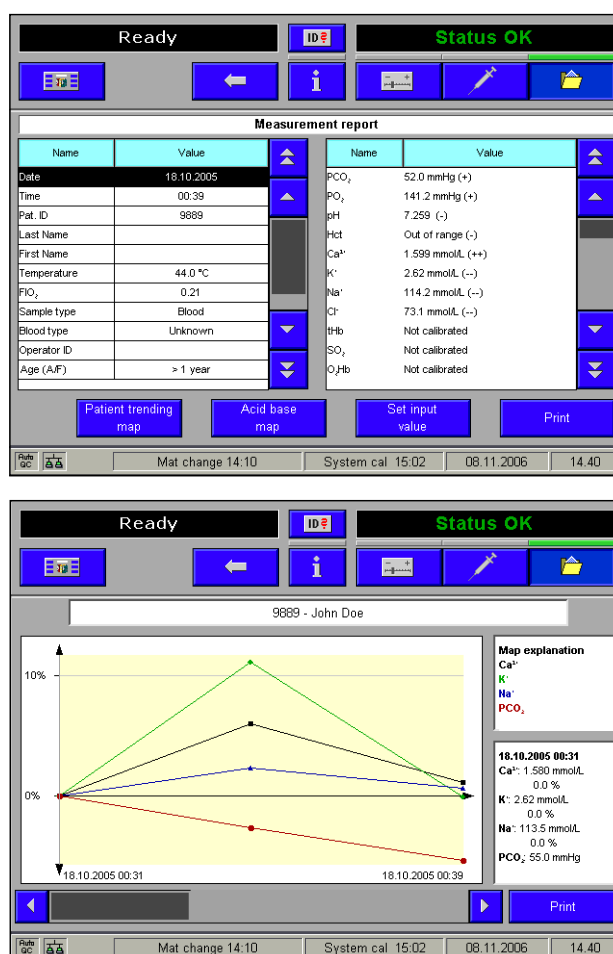 Ready
ID?
Status OK
i
Measurement report
Name Value
Date 18.10.2005
Time 00:39
Pat. ID 9889
Last Name
First Name
Temperature 44.0 °C
FIO₂ 0.21
Sample type Blood
Blood type Unknown
Operator ID
Age (A/F) > 1 year
Name Value
PCO₂ 52.0 mmHg (+)
PO₂ 141.2 mmHg (+)
pH 7.259 (-)
Hct Out of range (-)
Ca²⁺ 1.599 mmol/L (++)
K⁺ 2.62 mmol/L (--)
Na⁺ 114.2 mmol/L (--)
Cl⁻ 73.1 mmol/L (--)
tHb Not calibrated
SO₂ Not calibrated
O₂Hb Not calibrated
Patient trending
map
Acid base
map
Set input
value
Print
Auto
QC
Mat change 14:10 System cal 15:02 08.11.2006 14.40
Ready
ID?
Status OK
i
9889 - John Doe
10%
0%
18.10.2005 00:31 18.10.2005 00:39
Map explanation
Ca²⁺
K⁺
Na⁺
PCO₂
18.10.2005 00:31
Ca²⁺: 1.580 mmol/L
0.0 %
K⁺: 2.62 mmol/L
0.0 %
Na⁺: 113.5 mmol/L
0.0 %
PCO₂: 55.0 mmHg
Print
Auto
QC
Mat change 14:10 System cal 15:02 08.11.2006 14.40